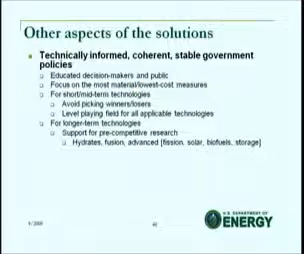 Other aspects of the solutions
Technically informed, coherent, stable government
policies
Educated decision-makers and public
Focus on the most material/lowest-cost measures
For short/mid-term technologies
Avoid picking winners/losers
Level playing field for all applicable technologies
For longer-term technologies
Support for pre-competitive research
Hydrates, fusion, advanced [fission, solar, biofuels, storage]
U.S. DEPARTMENT OF
ENERGY